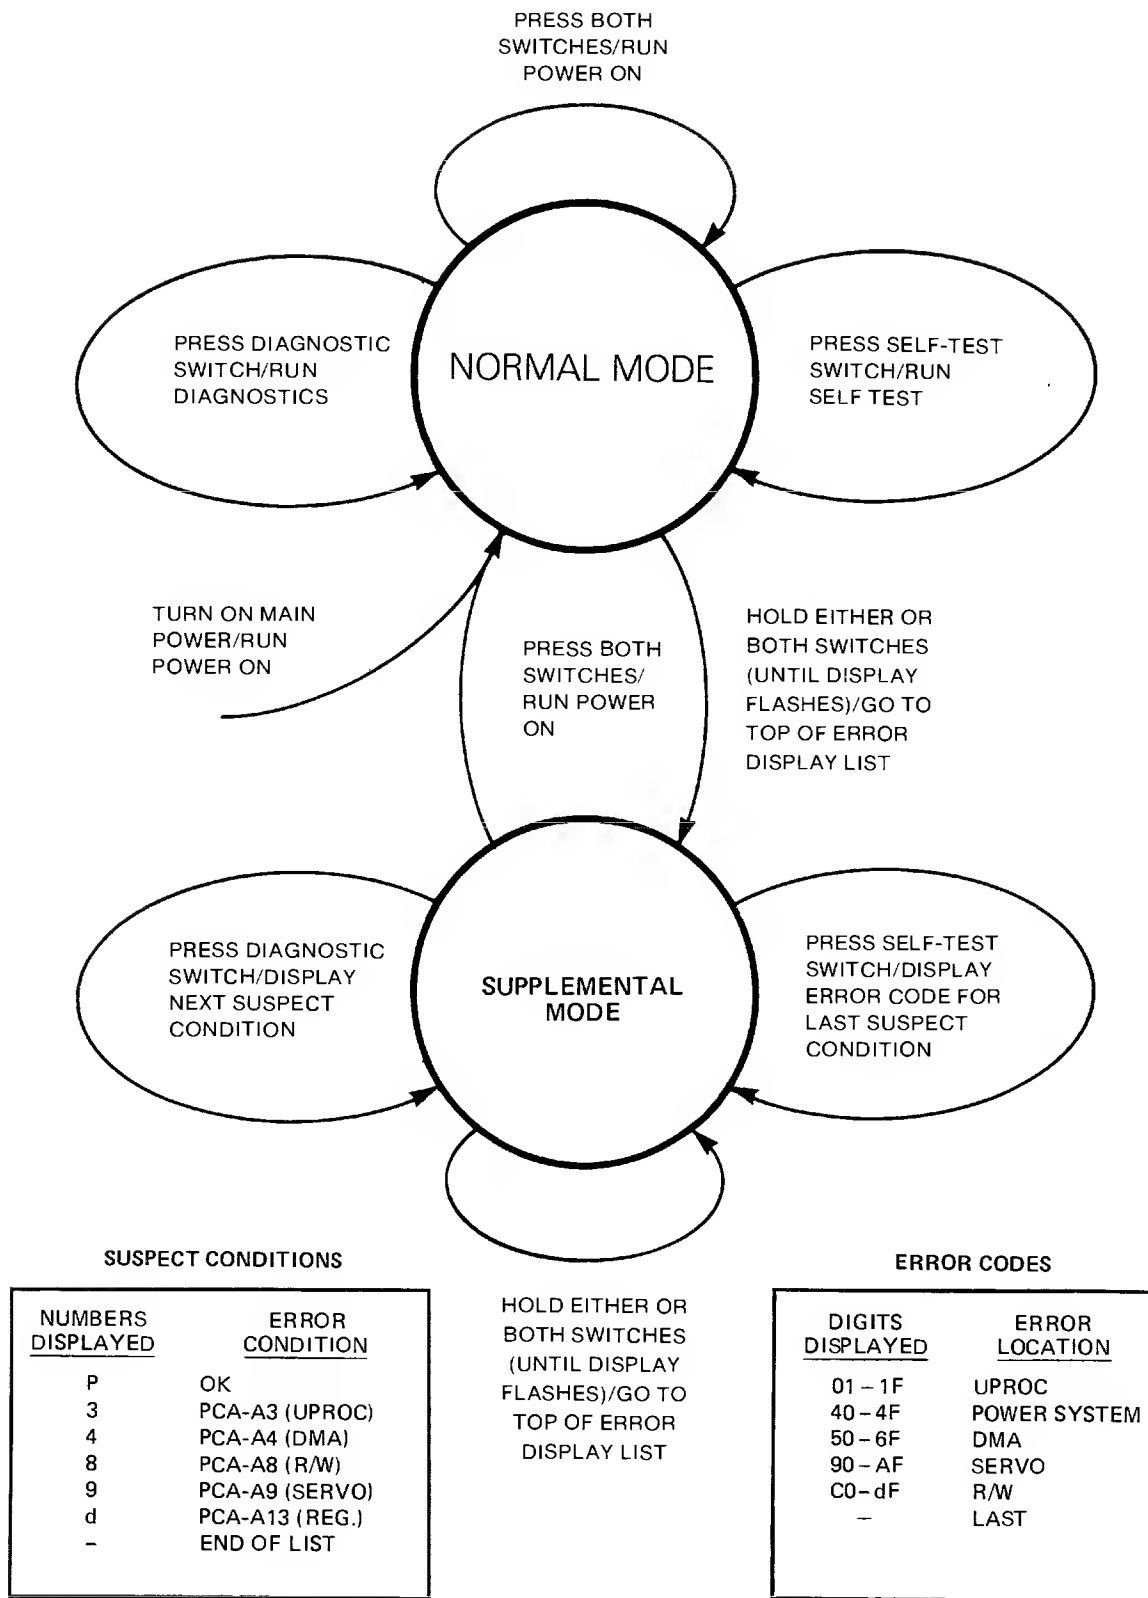 PRESS BOTH
SWITCHES/RUN
POWER ON
PRESS DIAGNOSTIC
SWITCH/RUN
DIAGNOSTICS
NORMAL MODE
PRESS SELF-TEST
SWITCH/RUN
SELF TEST
TURN ON MAIN
POWER/RUN
POWER ON
PRESS BOTH
SWITCHES/
RUN POWER
ON
HOLD EITHER OR
BOTH SWITCHES
(UNTIL DISPLAY
FLASHES)/GO TO
TOP OF ERROR
DISPLAY LIST
PRESS DIAGNOSTIC
SWITCH/DISPLAY
NEXT SUSPECT
CONDITION
SUPPLEMENTAL
MODE
PRESS SELF-TEST
SWITCH/DISPLAY
ERROR CODE FOR
LAST SUSPECT
CONDITION
HOLD EITHER OR
BOTH SWITCHES
(UNTIL DISPLAY
FLASHES)/GO TO
TOP OF ERROR
DISPLAY LIST
SUSPECT CONDITIONS
NUMBERS DISPLAYED ERROR CONDITION
P OK
3 PCA-A3 (UPROC)
4 PCA-A4 (DMA)
8 PCA-A8 (R/W)
9 PCA-A9 (SERVO)
d PCA-A13 (REG.)
– END OF LIST
ERROR CODES
DIGITS DISPLAYED ERROR LOCATION
01 – 1F UPROC
40 – 4F POWER SYSTEM
50 – 6F DMA
90 – AF SERVO
C0 – dF R/W
– LAST